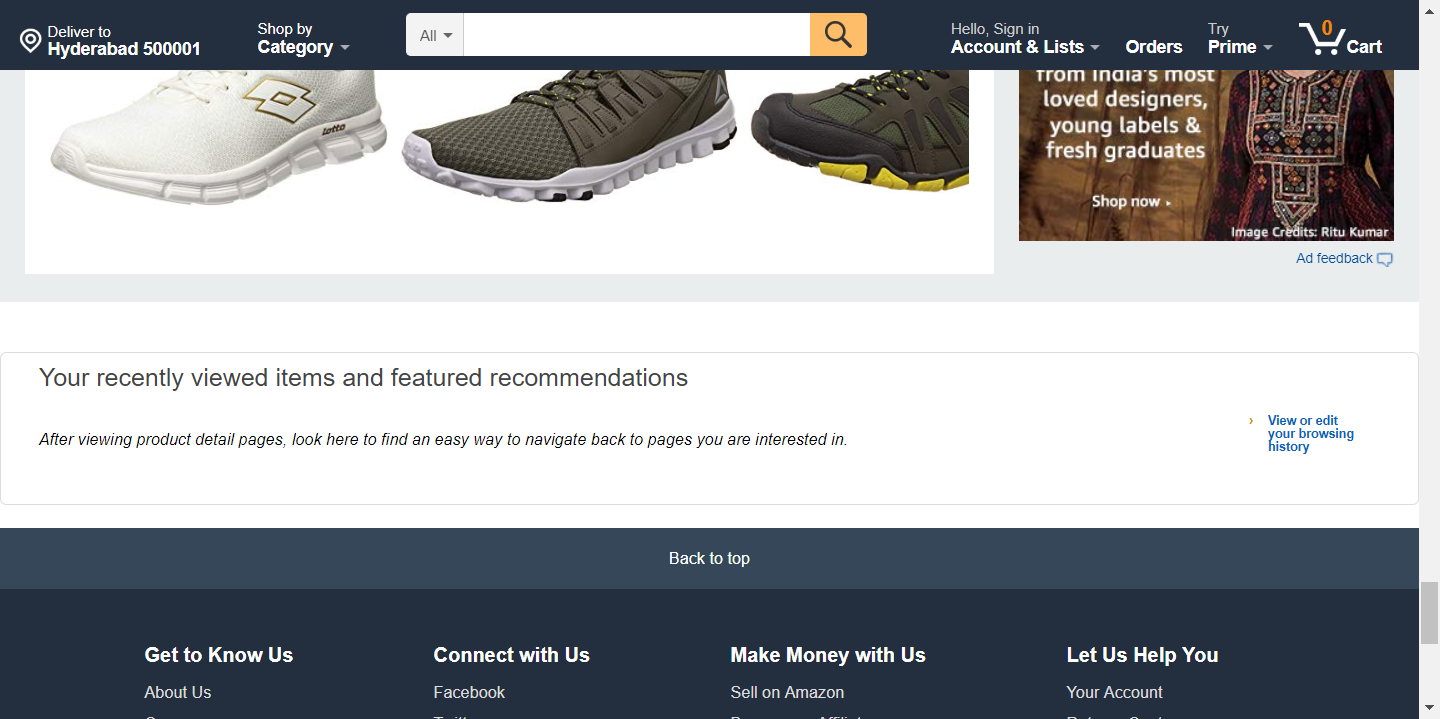 Deliver to
Hyderabad 500001
Shop by
Category
All
Hello, Sign in
Account & Lists
Orders
Try
Prime
0
Cart
lotto
from India's most
loved designers,
young labels &
fresh graduates
Shop now
Image Credits: Ritu Kumar
Ad feedback
Your recently viewed items and featured recommendations
After viewing product detail pages, look here to find an easy way to navigate back to pages you are interested in.
› View or edit
your browsing
history
Back to top
Get to Know Us
About Us
Connect with Us
Facebook
Make Money with Us
Sell on Amazon
Let Us Help You
Your Account